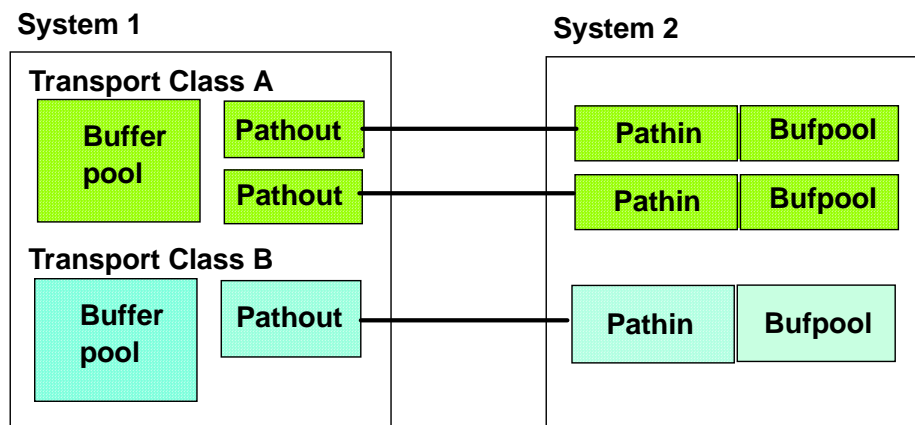 System 1
System 2
Transport Class A
Buffer
pool
Pathout
Pathin
Bufpool
Pathout
Pathin
Bufpool
Transport Class B
Buffer
pool
Pathout
Pathin
Bufpool